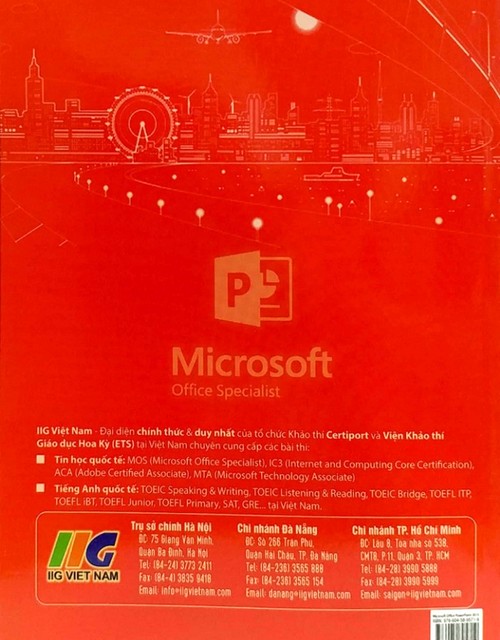 P
Microsoft
Office Specialist
IIG Việt Nam - Đại diện chính thức & duy nhất của tổ chức Khảo thí Certiport và Viện Khảo thí
Giáo dục Hoa Kỳ (ETS) tại Việt Nam chuyên cung cấp các bài thi:
Tin học quốc tế: MOS (Microsoft Office Specialist), IC3 (Internet and Computing Core Certification),
ACA (Adobe Certified Associate), MTA (Microsoft Technology Associate)
Tiếng Anh quốc tế: TOEIC Speaking & Writing, TOEIC Listening & Reading, TOEIC Bridge, TOEFL ITP,
TOEFL iBT, TOEFL Junior, TOEFL Primary, SAT, GRE... tại Việt Nam.
IIG
IIG VIET NAM
Trụ sở chính Hà Nội
ĐC: 75 Giang Văn Minh,
Quận Ba Đình, Hà Nội
Tel: (84-24) 3773 2411
Fax: (84-4) 3835 9418
Email: info@iigvietnam.com
Chi nhánh Đà Nẵng
ĐC: Số 266 Trần Phú,
Quận Hải Châu, TP. Đà Nẵng
Tel: (84-236) 3565 888
Fax: (84-236) 3565 154
Email: danang@iigvietnam.com
Chi nhánh TP. Hồ Chí Minh
ĐC: Lầu 8, Tòa nhà số 538,
CMT8, P.11, Quận 3, TP. HCM
Tel: (84-28) 3990 5888
Fax: (84-28) 3990 5999
Email: saigon@iigvietnam.com